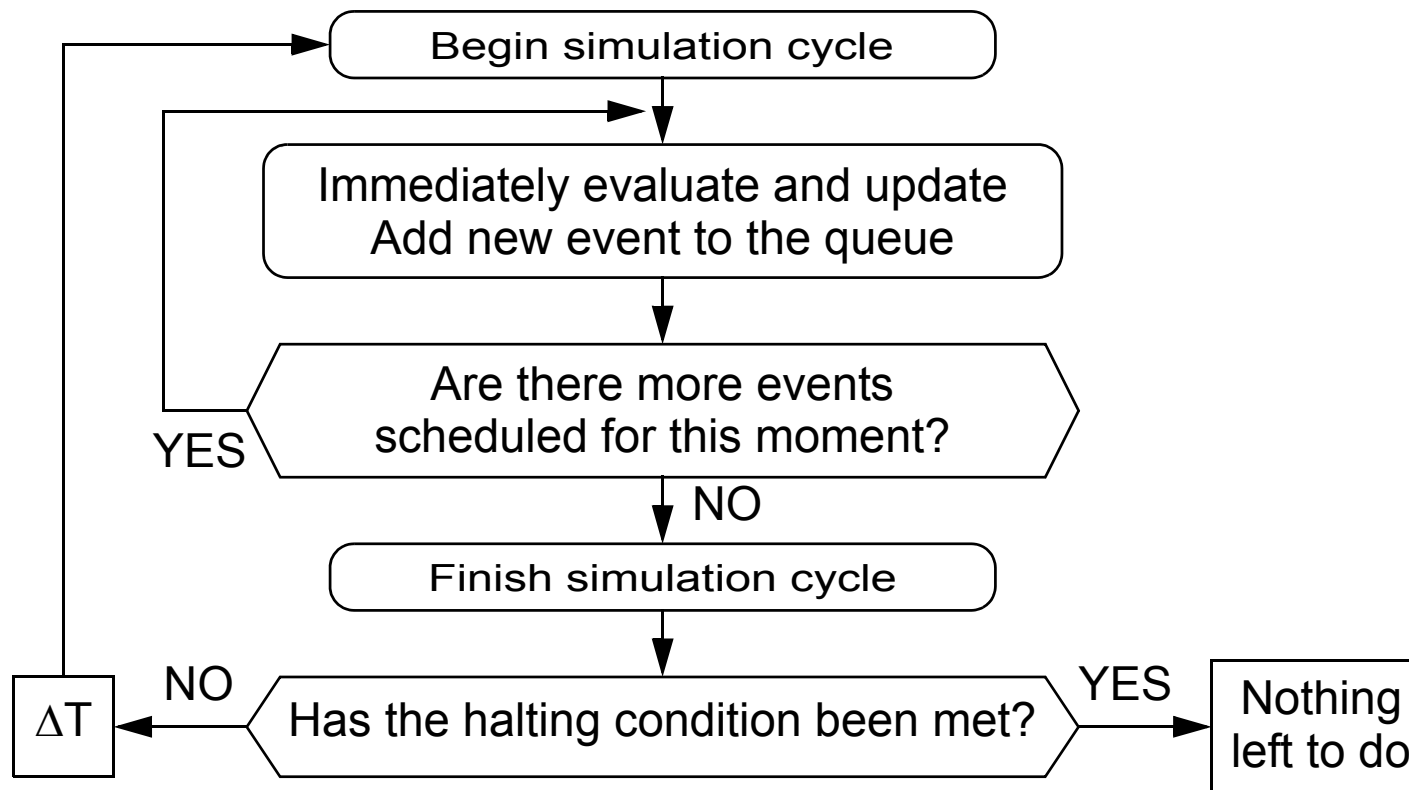 Begin simulation cycle
Immediately evaluate and update
Add new event to the queue
Are there more events
scheduled for this moment?
YES
NO
Finish simulation cycle
NO
YES
ΔT
Has the halting condition been met?
Nothing
left to do